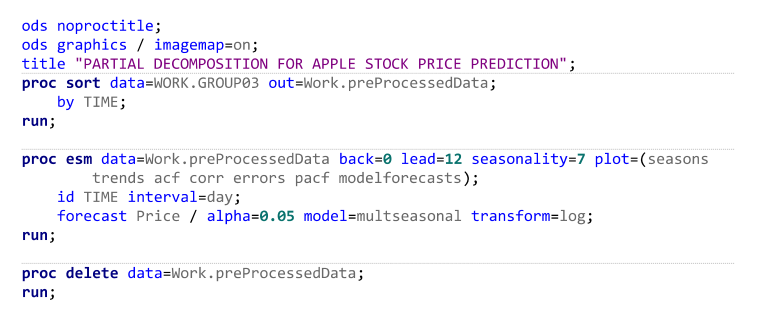 ods noproctitle;
ods graphics / imagemap=on;
title "PARTIAL DECOMPOSITION FOR APPLE STOCK PRICE PREDICTION";
proc sort data=WORK.GROUP03 out=Work.preProcessedData;
by TIME;
run;
proc esm data=Work.preProcessedData back=0 lead=12 seasonality=7 plot=(seasons
trends acf corr errors pacf modelforecasts);
id TIME interval=day;
forecast Price / alpha=0.05 model=multseasonal transform=log;
run;
proc delete data=Work.preProcessedData;
run;